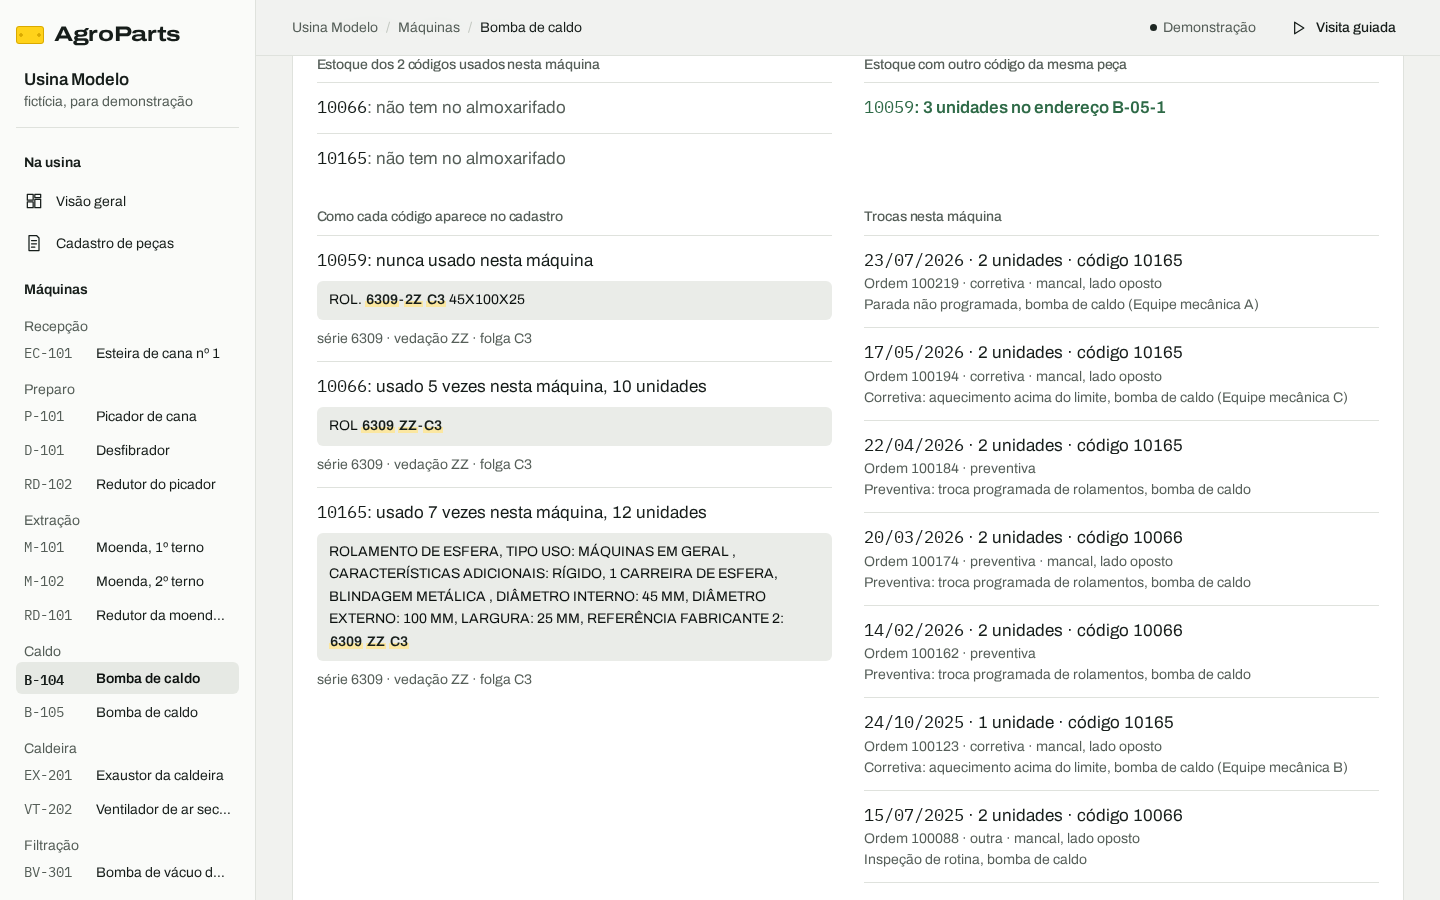 AgroParts
Usina Modelo
fictícia, para demonstração
Na usina
Visão geral
Cadastro de peças
Máquinas
Recepção
EC-101 Esteira de cana nº 1
Preparo
P-101 Picador de cana
D-101 Desfibrador
RD-102 Redutor do picador
Extração
M-101 Moenda, 1º terno
M-102 Moenda, 2º terno
RD-101 Redutor da moend...
Caldo
B-104 Bomba de caldo
B-105 Bomba de caldo
Caldeira
EX-201 Exaustor da caldeira
VT-202 Ventilador de ar sec...
Filtração
BV-301 Bomba de vácuo d...
Usina Modelo / Máquinas / Bomba de caldo
Demonstração
Visita guiada
Estoque dos 2 códigos usados nesta máquina
10066: não tem no almoxarifado
10165: não tem no almoxarifado
Estoque com outro código da mesma peça
10059: 3 unidades no endereço B-05-1
Como cada código aparece no cadastro
10059: nunca usado nesta máquina
ROL. 6309-2Z C3 45X100X25
série 6309 · vedação ZZ · folga C3
10066: usado 5 vezes nesta máquina, 10 unidades
ROL 6309 ZZ-C3
série 6309 · vedação ZZ · folga C3
10165: usado 7 vezes nesta máquina, 12 unidades
ROLAMENTO DE ESFERA, TIPO USO: MÁQUINAS EM GERAL ,
CARACTERÍSTICAS ADICIONAIS: RÍGIDO, 1 CARREIRA DE ESFERA,
BLINDAGEM METÁLICA , DIÂMETRO INTERNO: 45 MM, DIÂMETRO
EXTERNO: 100 MM, LARGURA: 25 MM, REFERÊNCIA FABRICANTE 2:
6309 ZZ C3
série 6309 · vedação ZZ · folga C3
Trocas nesta máquina
23/07/2026 · 2 unidades · código 10165
Ordem 100219 · corretiva · mancal, lado oposto
Parada não programada, bomba de caldo (Equipe mecânica A)
17/05/2026 · 2 unidades · código 10165
Ordem 100194 · corretiva · mancal, lado oposto
Corretiva: aquecimento acima do limite, bomba de caldo (Equipe mecânica C)
22/04/2026 · 2 unidades · código 10165
Ordem 100184 · preventiva
Preventiva: troca programada de rolamentos, bomba de caldo
20/03/2026 · 2 unidades · código 10066
Ordem 100174 · preventiva · mancal, lado oposto
Preventiva: troca programada de rolamentos, bomba de caldo
14/02/2026 · 2 unidades · código 10066
Ordem 100162 · preventiva
Preventiva: troca programada de rolamentos, bomba de caldo
24/10/2025 · 1 unidade · código 10165
Ordem 100123 · corretiva · mancal, lado oposto
Corretiva: aquecimento acima do limite, bomba de caldo (Equipe mecânica B)
15/07/2025 · 2 unidades · código 10066
Ordem 100088 · outra · mancal, lado oposto
Inspeção de rotina, bomba de caldo